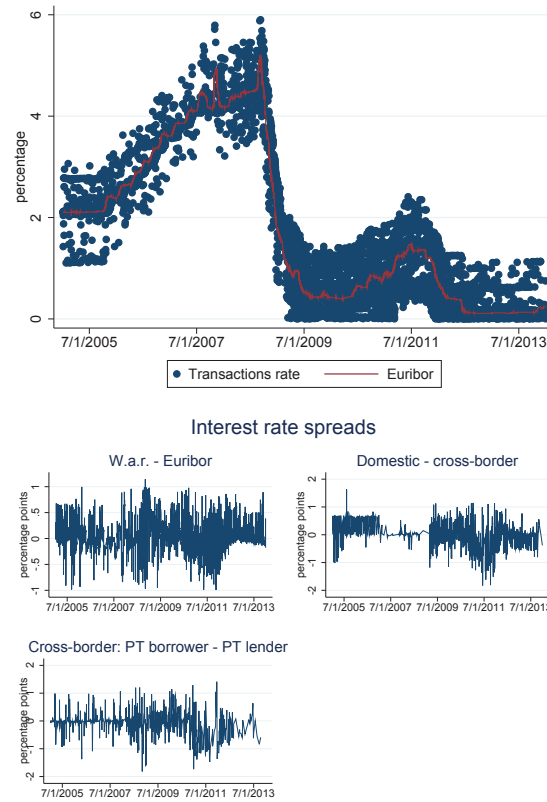 6
4
2
0
percentage
7/1/2005 7/1/2007 7/1/2009 7/1/2011 7/1/2013
Transactions rate Euribor
Interest rate spreads
W.a.r. - Euribor
1
.5
0
-.5
-1
percentage points
7/1/2005 7/1/2007 7/1/2009 7/1/2011 7/1/2013
Domestic - cross-border
2
1
0
-1
-2
percentage points
7/1/2005 7/1/2007 7/1/2009 7/1/2011 7/1/2013
Cross-border: PT borrower - PT lender
2
1
0
-1
-2
percentage points
7/1/2005 7/1/2007 7/1/2009 7/1/2011 7/1/2013